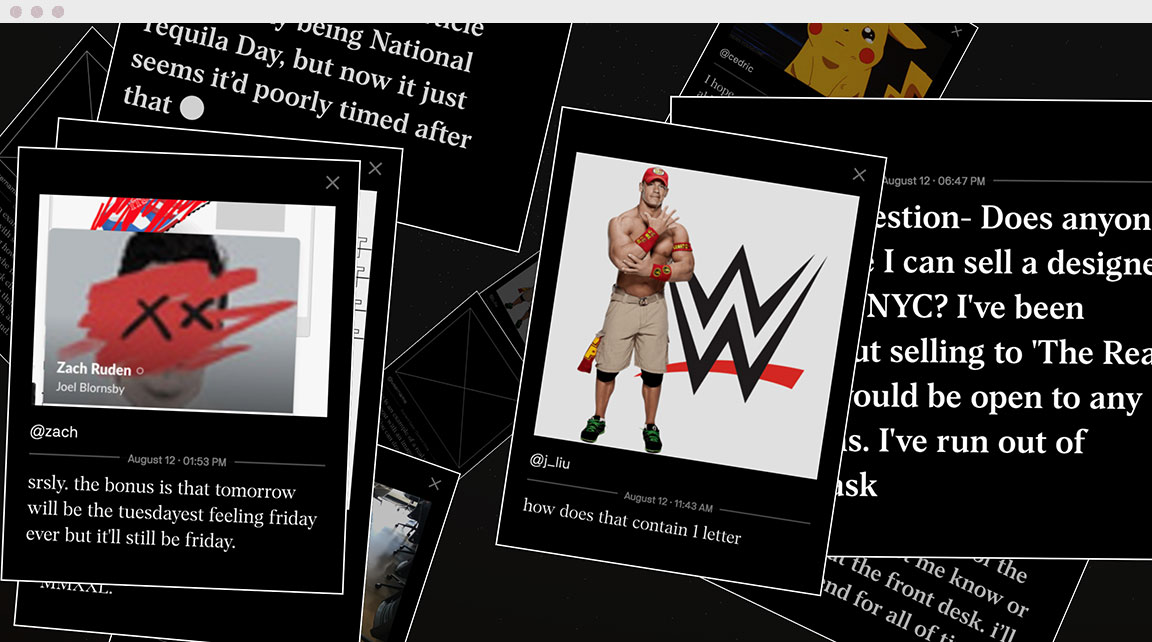 being National
Tequila Day, but now it just
seems it’d poorly timed after
that
@cedric
I hope
August 12 · 06:47 PM
estion- Does anyon
I can sell a designe
NYC? I've been
ut selling to 'The Rea
ould be open to any
s. I've run out of
ask
Zach Ruden
Joel Blornsby
@zach
August 12 · 01:53 PM
srsly. the bonus is that tomorrow
will be the tuesdayest feeling friday
ever but it'll still be friday.
MMXXL.
@j_liu
August 12 · 11:43 AM
how does that contain 1 letter
of the
me know or
the front desk. i’ll
nd for all of